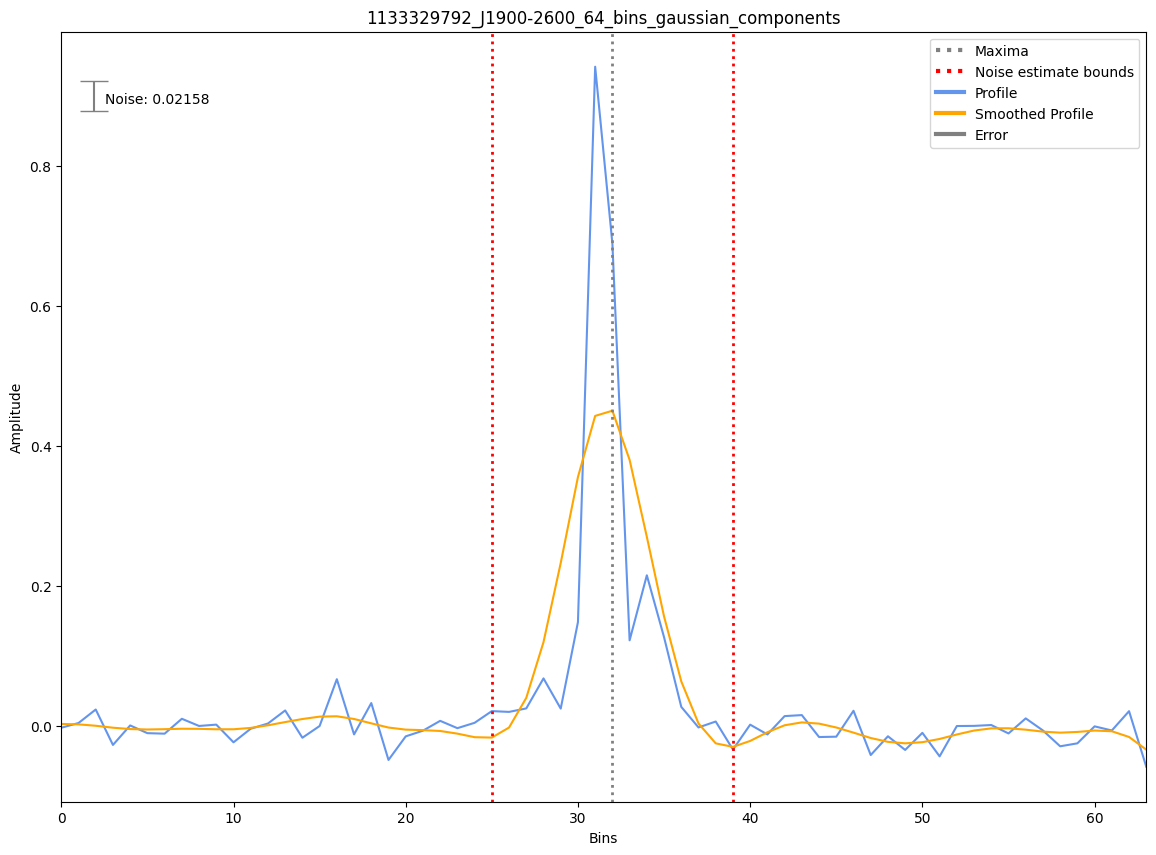 1133329792_J1900-2600_64_bins_gaussian_components
Maxima
Noise estimate bounds
Profile
Smoothed Profile
Error
Noise: 0.02158
Amplitude
0.8
0.6
0.4
0.2
0.0
0 10 20 30 40 50 60
Bins